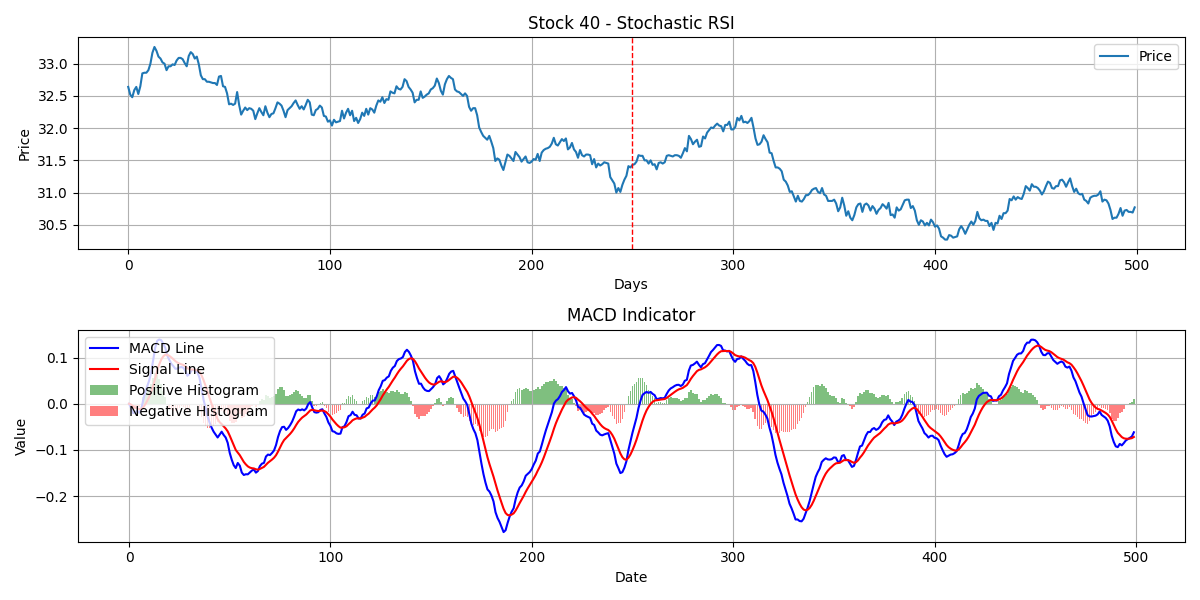 Stock 40 - Stochastic RSI
Price
33.0
32.5
32.0
31.5
31.0
30.5
Price
0
100
200
300
400
500
Days
MACD Indicator
MACD Line
Signal Line
Positive Histogram
Negative Histogram
0.1
0.0
−0.1
−0.2
Value
0
100
200
300
400
500
Date